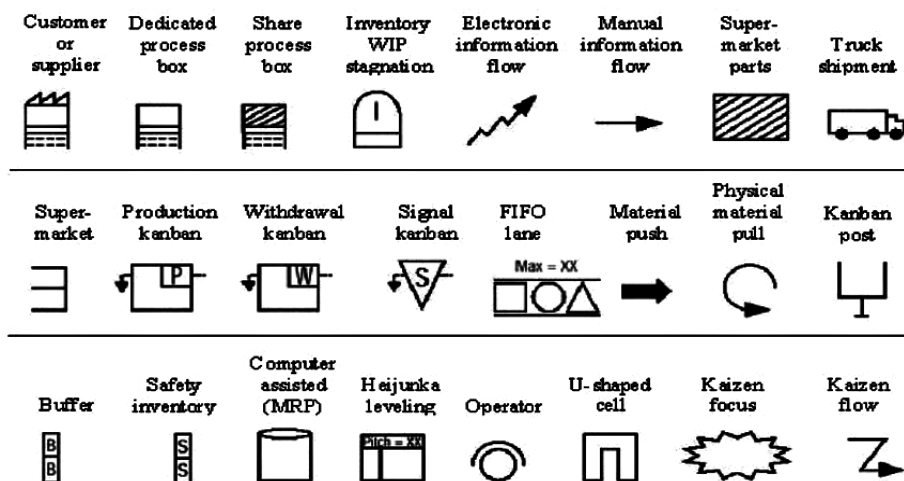 Customer or supplier
Dedicated process box
Share process box
Inventory WIP stagnation
Electronic information flow
Manual information flow
Super-market parts
Truck shipment
I
Super-market
Production kanban
Withdrawal kanban
Signal kanban
FIFO lane
Material push
Physical material pull
Kanban post
P
W
S
Max = XX
Buffer
Safety inventory
Computer assisted (MRP)
Heijunka leveling
Operator
U-shaped cell
Kaizen focus
Kaizen flow
B
B
S
S
Pitch = XX